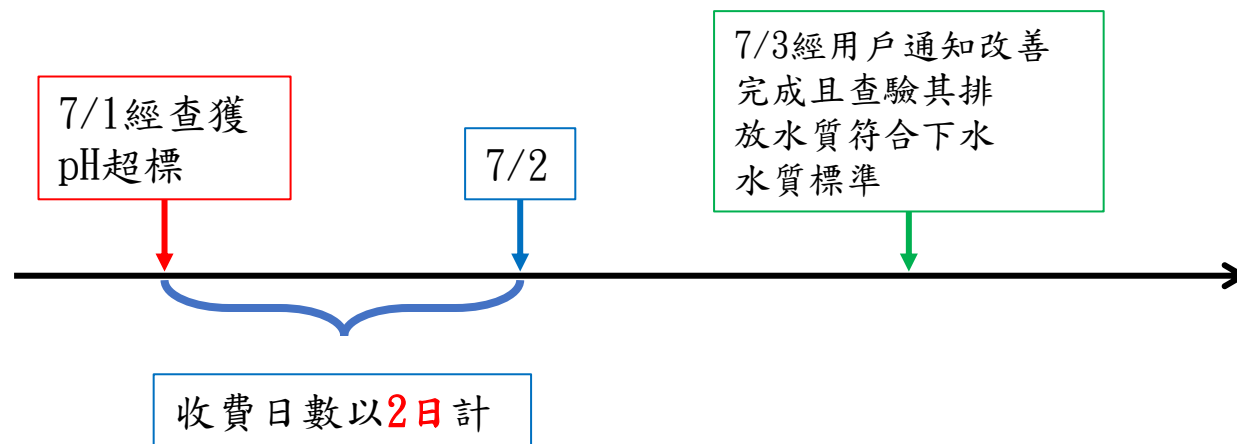 7/1經查獲
pH超標
7/2
7/3經用戶通知改善
完成且查驗其排
放水質符合下水
水質標準
收費日數以2日計